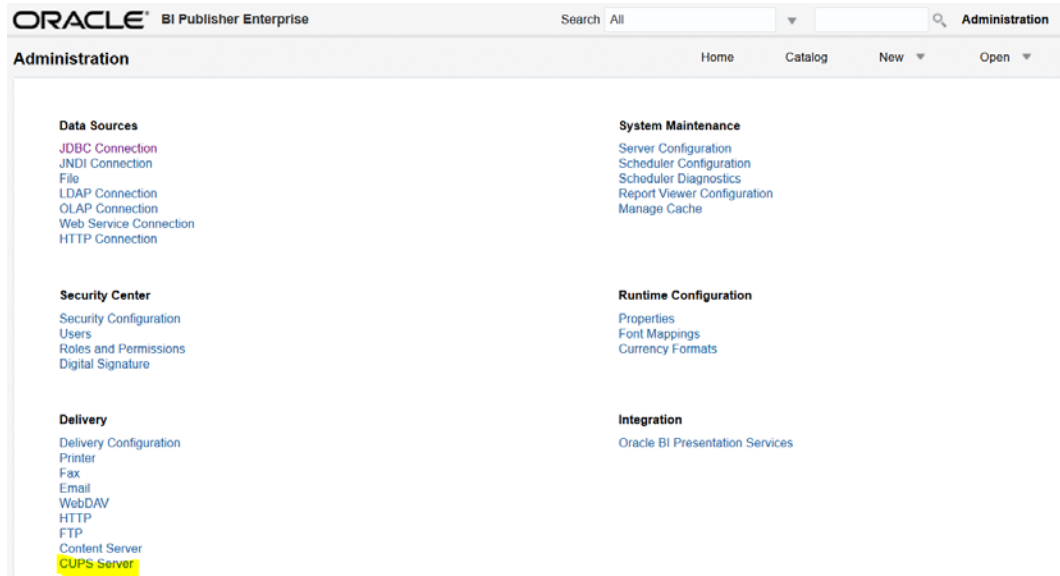 ORACLE® BI Publisher Enterprise Search All Administration
Administration Home Catalog New Open
Data Sources
JDBC Connection
JNDI Connection
File
LDAP Connection
OLAP Connection
Web Service Connection
HTTP Connection
System Maintenance
Server Configuration
Scheduler Configuration
Scheduler Diagnostics
Report Viewer Configuration
Manage Cache
Security Center
Security Configuration
Users
Roles and Permissions
Digital Signature
Runtime Configuration
Properties
Font Mappings
Currency Formats
Delivery
Delivery Configuration
Printer
Fax
Email
WebDAV
HTTP
FTP
Content Server
CUPS Server
Integration
Oracle BI Presentation Services